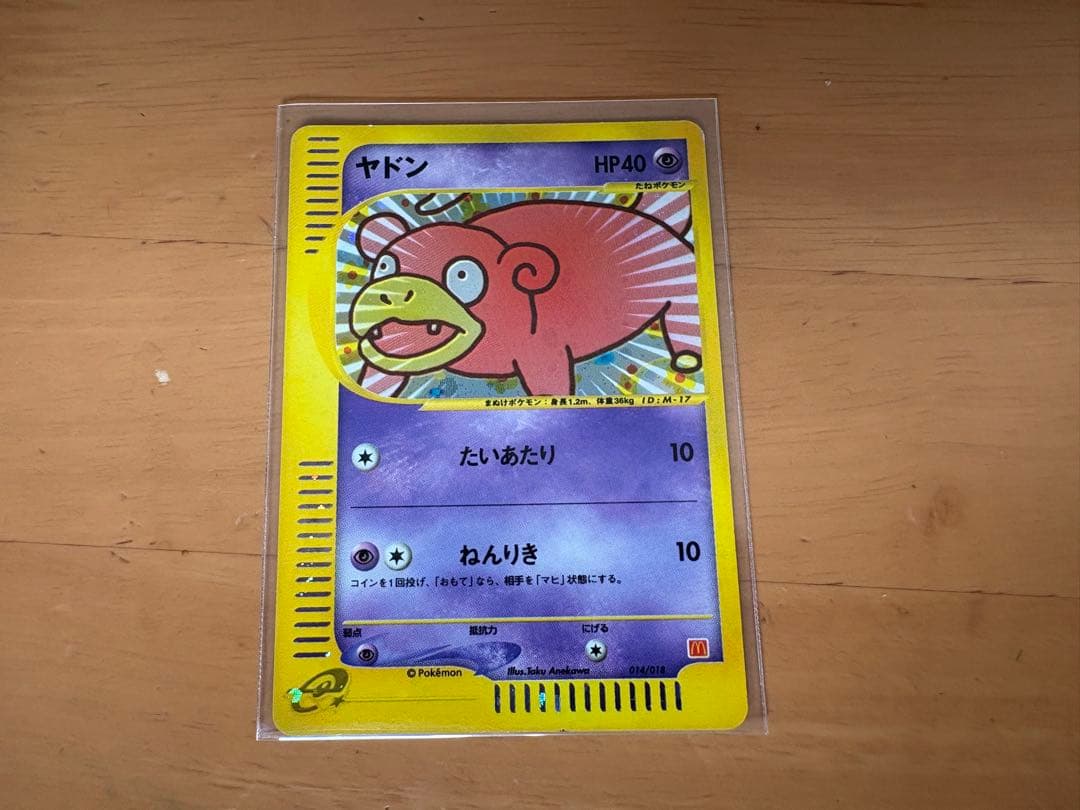 ヤドン HP40
たねポケモン
まぬけポケモン:身長1.2m、体重36kg ID:M-17
たいあたり 10
ねんりき 10
コインを1回投げ、「おもて」なら、相手を「マヒ」状態にする。
弱点 抵抗力 にげる
©Pokémon Illus.Taku Anekawa 014/018